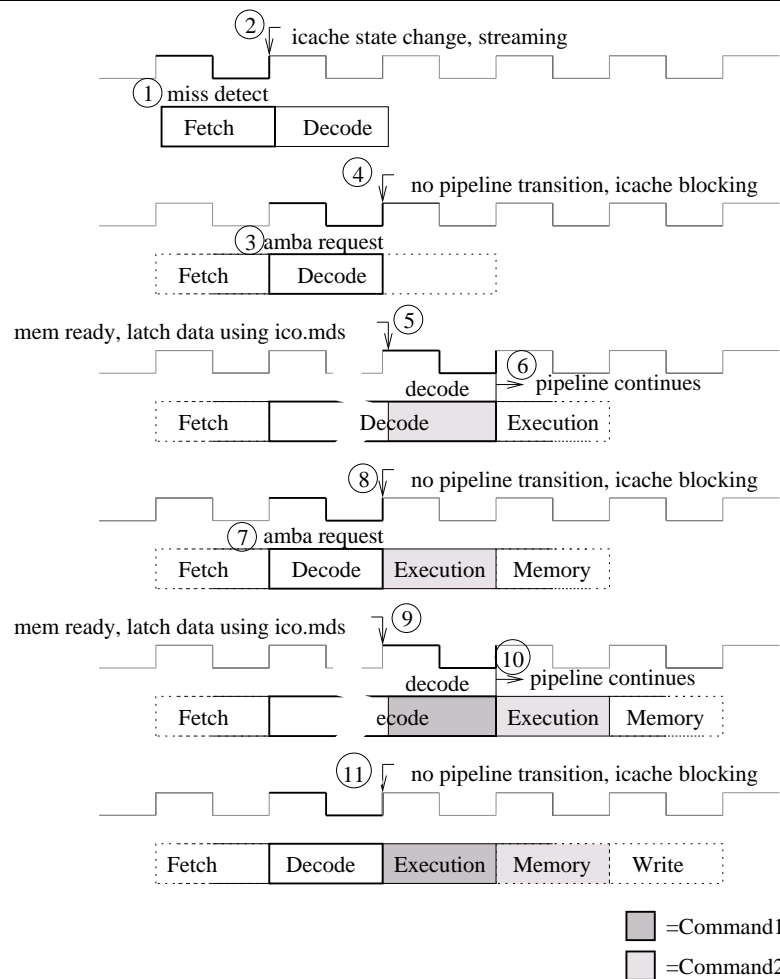 2 icache state change, streaming
1 miss detect
Fetch Decode
4 no pipeline transition, icache blocking
3 amba request
Fetch Decode
mem ready, latch data using ico.mds 5
6
decode pipeline continues
Fetch Decode Execution
8 no pipeline transition, icache blocking
7 amba request
Fetch Decode Execution Memory
mem ready, latch data using ico.mds 9
10
decode pipeline continues
Fetch ecode Execution Memory
11 no pipeline transition, icache blocking
Fetch Decode Execution Memory Write
=Command1
=Command2